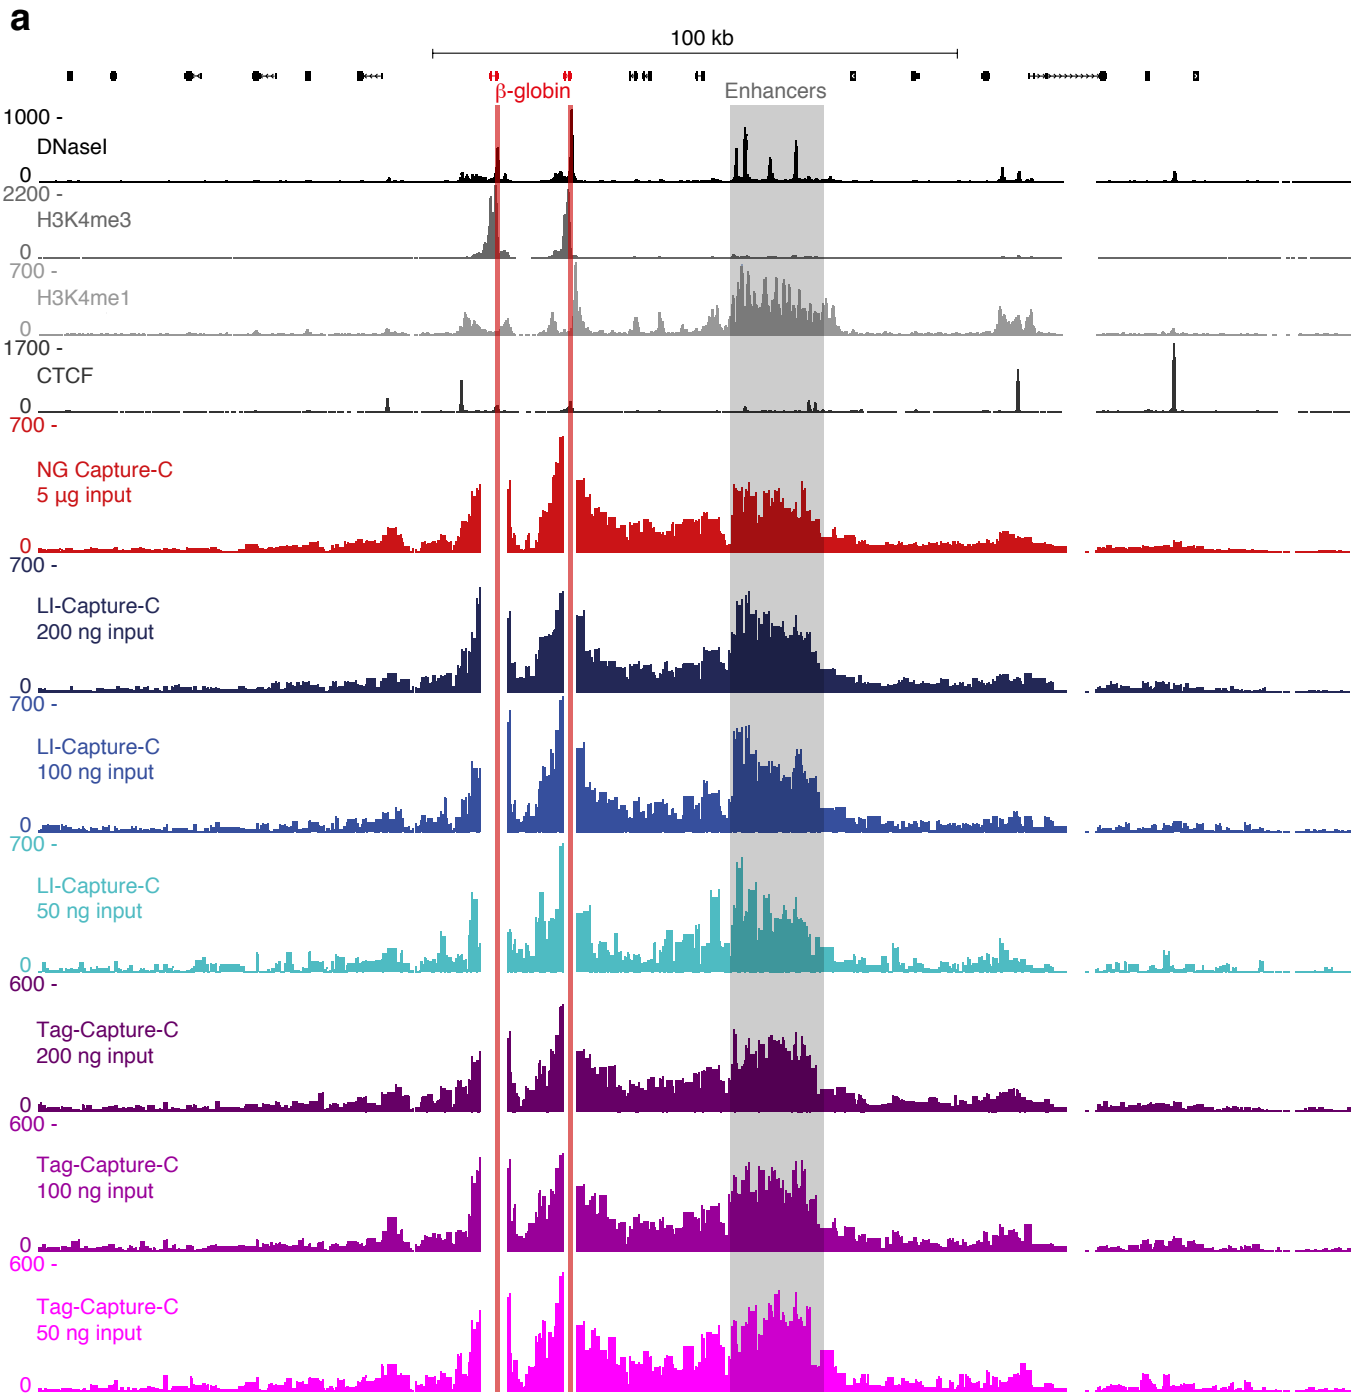 a
100 kb
β-globin
Enhancers
1000 -
DNaseI
0
2200 -
H3K4me3
0
700 -
H3K4me1
0
1700 -
CTCF
0
700 -
NG Capture-C
5 µg input
0
700 -
LI-Capture-C
200 ng input
0
700 -
LI-Capture-C
100 ng input
0
700 -
LI-Capture-C
50 ng input
0
600 -
Tag-Capture-C
200 ng input
0
600 -
Tag-Capture-C
100 ng input
0
600 -
Tag-Capture-C
50 ng input
0